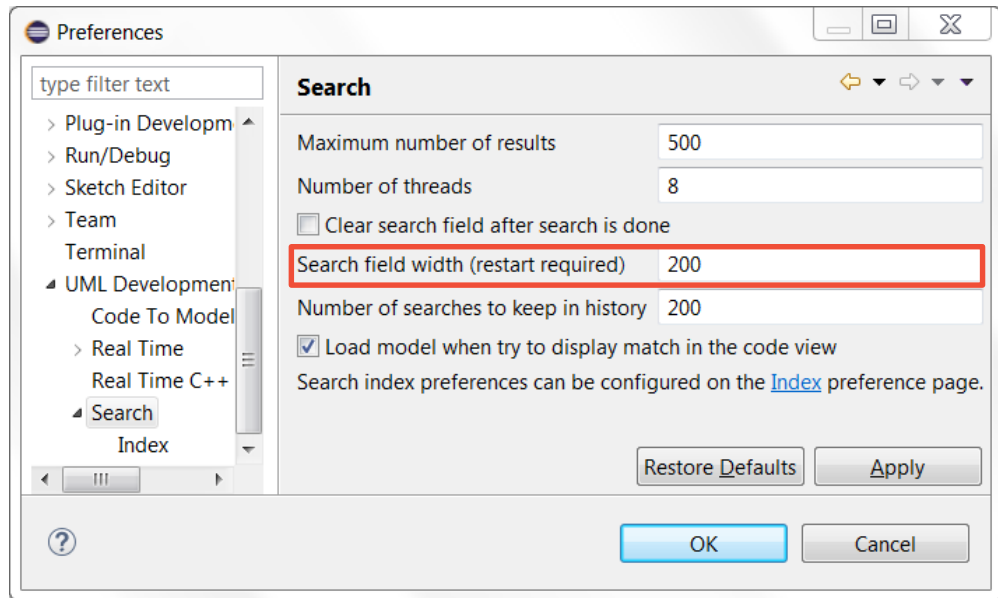 Preferences
type filter text
Plug-in Developm
Run/Debug
Sketch Editor
Team
Terminal
UML Development
Code To Model
Real Time
Real Time C++
Search
Index
Search
Maximum number of results 500
Number of threads 8
Clear search field after search is done
Search field width (restart required) 200
Number of searches to keep in history 200
Load model when try to display match in the code view
Search index preferences can be configured on the Index preference page.
Restore Defaults Apply
? OK Cancel